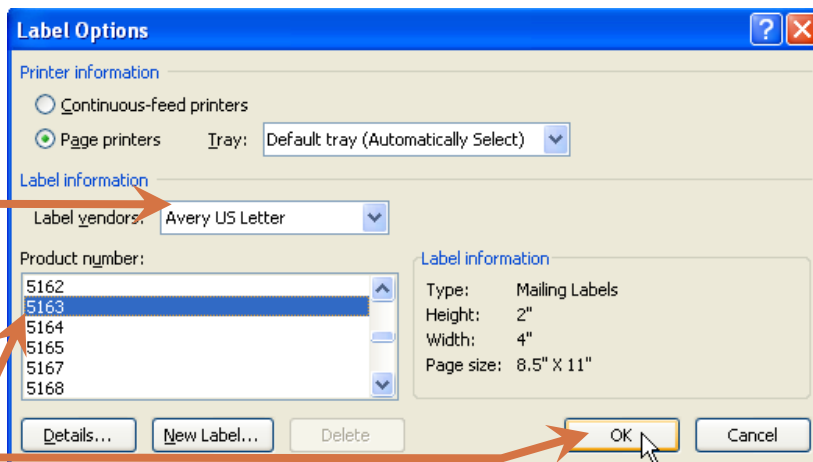 Label Options
Printer information
Continuous-feed printers
Page printers Tray: Default tray (Automatically Select)
Label information
Label vendors: Avery US Letter
Product number:
5162
5163
5164
5165
5167
5168
Label information
Type: Mailing Labels
Height: 2"
Width: 4"
Page size: 8.5" X 11"
Details... New Label... Delete OK Cancel